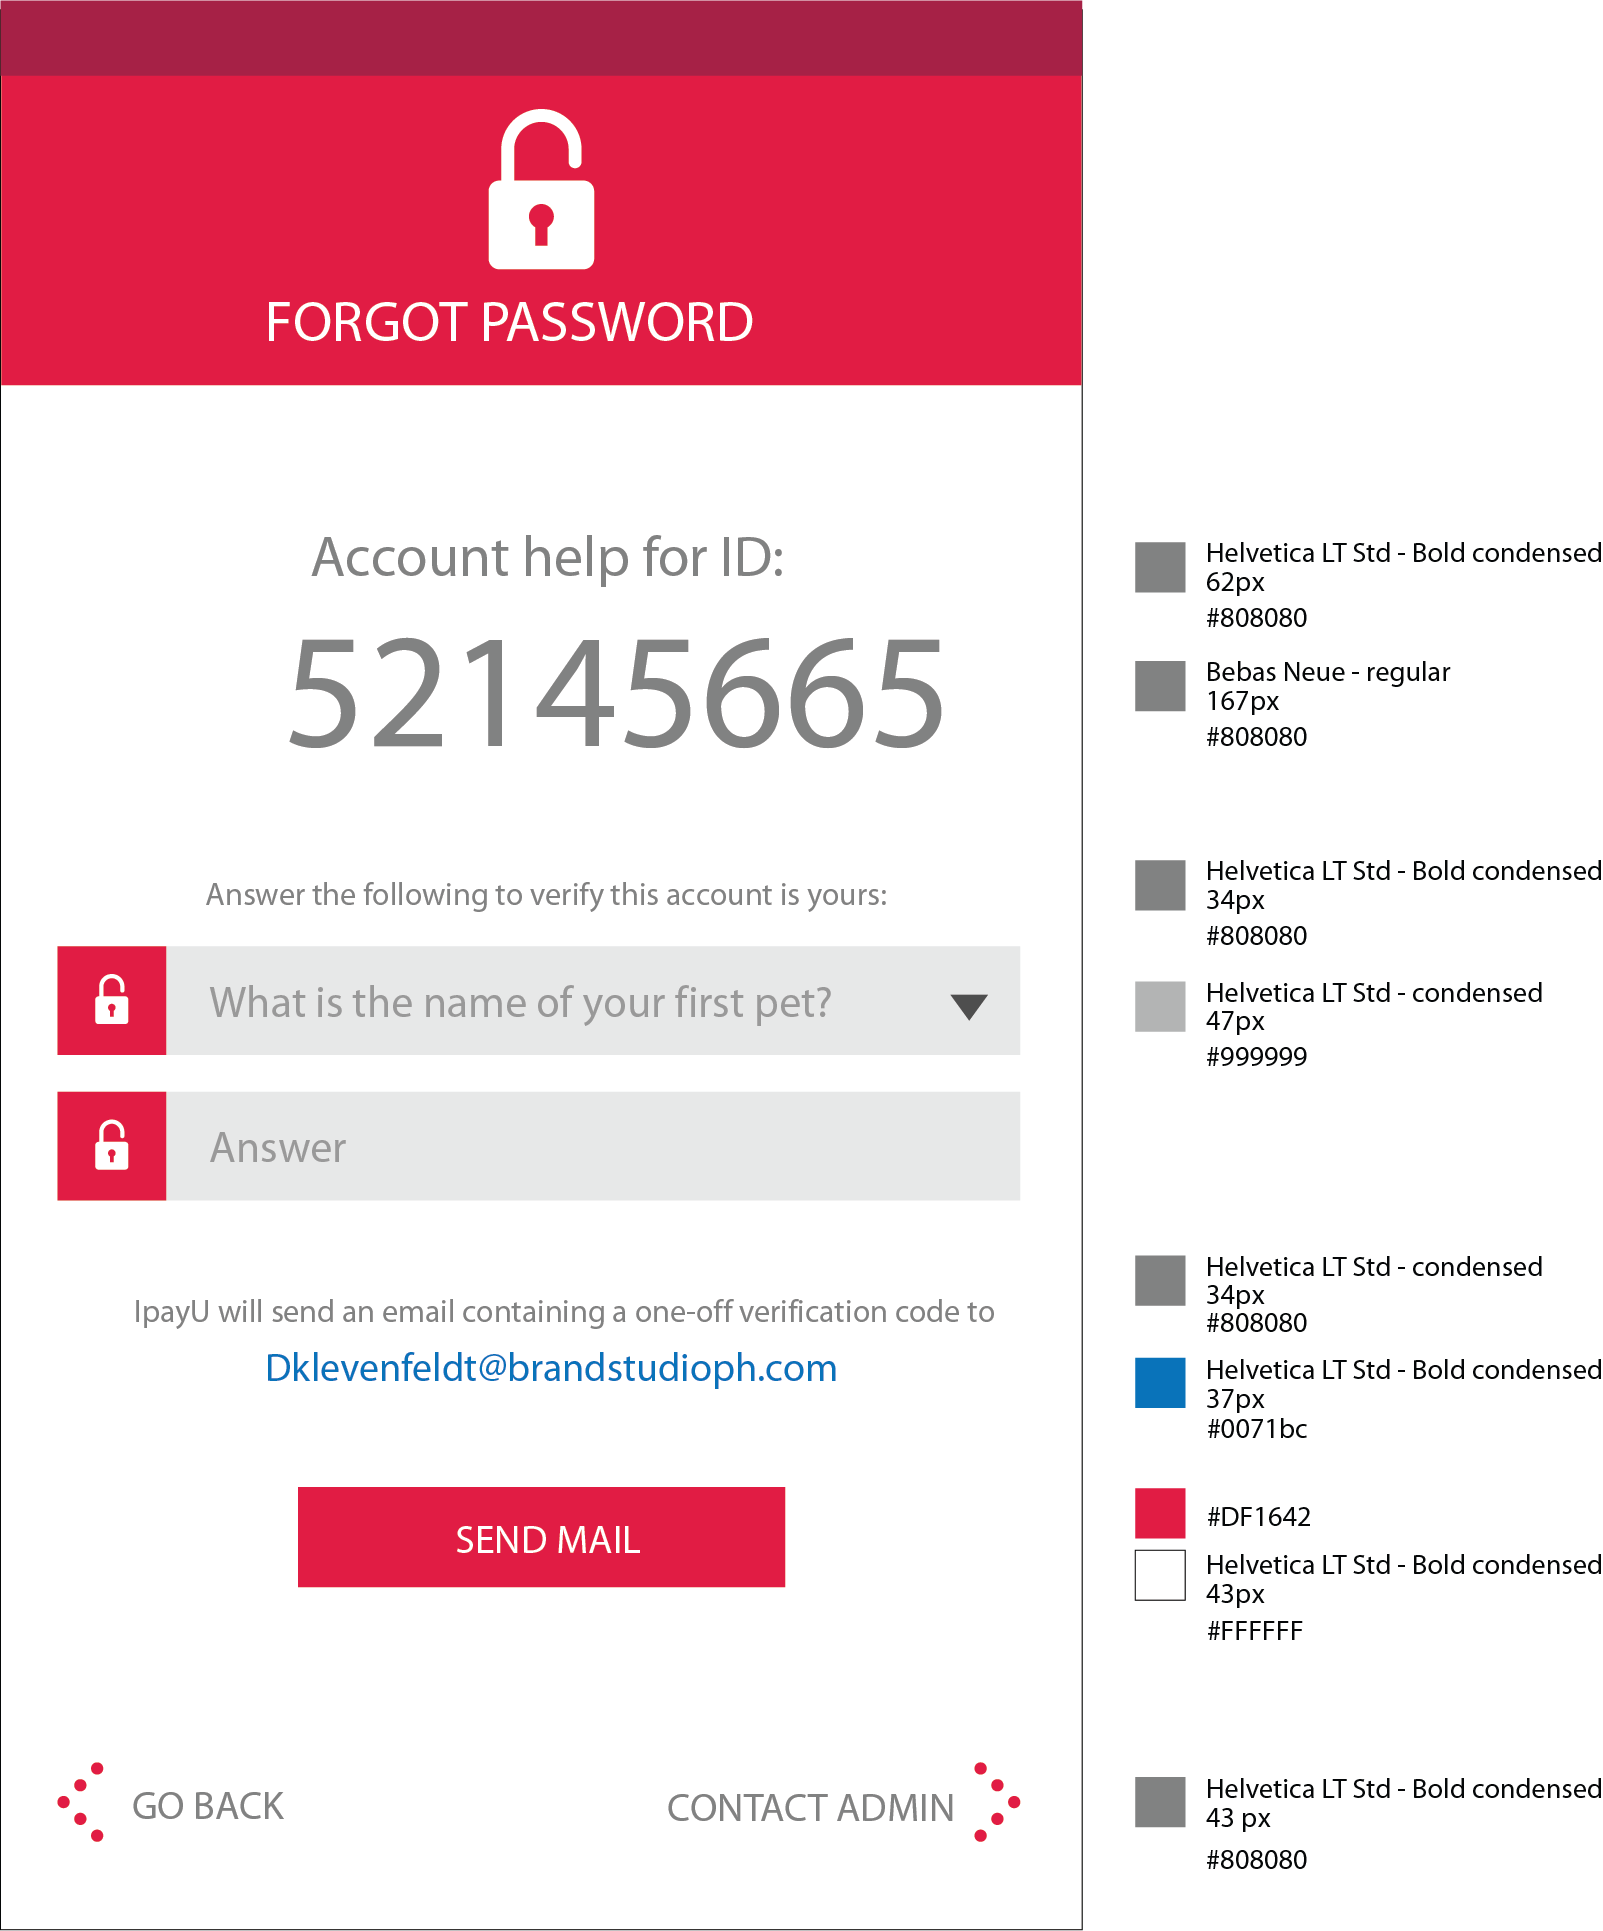 FORGOT PASSWORD
Account help for ID:
52145665
Answer the following to verify this account is yours:
What is the name of your first pet?
Answer
IpayU will send an email containing a one-off verification code to
Dklevenfeldt@brandstudioph.com
SEND MAIL
GO BACK
CONTACT ADMIN
Helvetica LT Std - Bold condensed
62px
#808080
Bebas Neue - regular
167px
#808080
Helvetica LT Std - Bold condensed
34px
#808080
Helvetica LT Std - condensed
47px
#999999
Helvetica LT Std - condensed
34px
#808080
Helvetica LT Std - Bold condensed
37px
#0071bc
#DF1642
Helvetica LT Std - Bold condensed
43px
#FFFFFF
Helvetica LT Std - Bold condensed
43 px
#808080